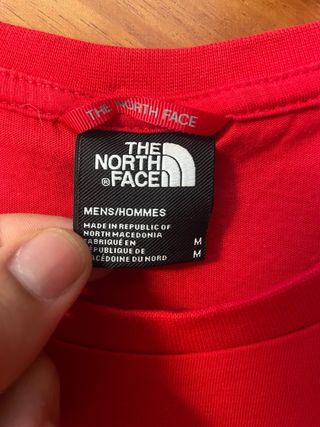 THE NORTH FACE
THE
NORTH
FACE
®
MENS/HOMMES
MADE IN REPUBLIC OF
NORTH MACEDONIA M
FABRIQUÉ EN
RÉPUBLIQUE DE M
MACÉDOINE DU NORD